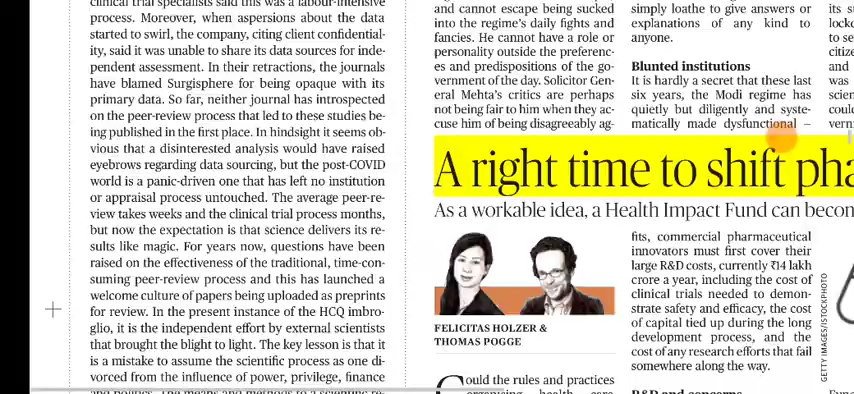 clinical trial specialists said this was a labour-intensive
process. Moreover, when aspersions about the data
started to swirl, the company, citing client confidential-
ity, said it was unable to share its data sources for inde-
pendent assessment. In their retractions, the journals
have blamed Surgisphere for being opaque with its
primary data. So far, neither journal has introspected
on the peer-review process that led to these studies be-
ing published in the first place. In hindsight it seems ob-
vious that a disinterested analysis would have raised
eyebrows regarding data sourcing, but the post-COVID
world is a panic-driven one that has left no institution
or appraisal process untouched. The average peer-re-
view takes weeks and the clinical trial process months,
but now the expectation is that science delivers its re-
sults like magic. For years now, questions have been
raised on the effectiveness of the traditional, time-con-
suming peer-review process and this has launched a
welcome culture of papers being uploaded as preprints
for review. In the present instance of the HCQ imbro-
glio, it is the independent effort by external scientists
that brought the blight to light. The key lesson is that it
is a mistake to assume the scientific process as one di-
vorced from the influence of power, privilege, finance
and cannot escape being sucked
into the regime's daily fights and
fancies. He cannot have a role or
personality outside the preferenc-
es and predispositions of the go-
vernment of the day. Solicitor Gen-
eral Mehta's critics are perhaps
not being fair to him when they ac-
cuse him of being disagreeably ag-
simply loathe to give answers or
explanations of any kind to
anyone.
Blunted institutions
It is hardly a secret that these last
six years, the Modi regime has
quietly but diligently and syste-
matically made dysfunctional –
its s
lock
to se
citize
and
was
scien
could
vern
A right time to shift pha
As a workable idea, a Health Impact Fund can becon
FELICITAS HOLZER &
THOMAS POGGE
Could the rules and practices
fits, commercial pharmaceutical
innovators must first cover their
large R&D costs, currently ₹14 lakh
crore a year, including the cost of
clinical trials needed to demon-
strate safety and efficacy, the cost
of capital tied up during the long
development process, and the
cost of any research efforts that fail
somewhere along the way.
R&D and concerns
GETTY IMAGES/ISTOCKPHOTO